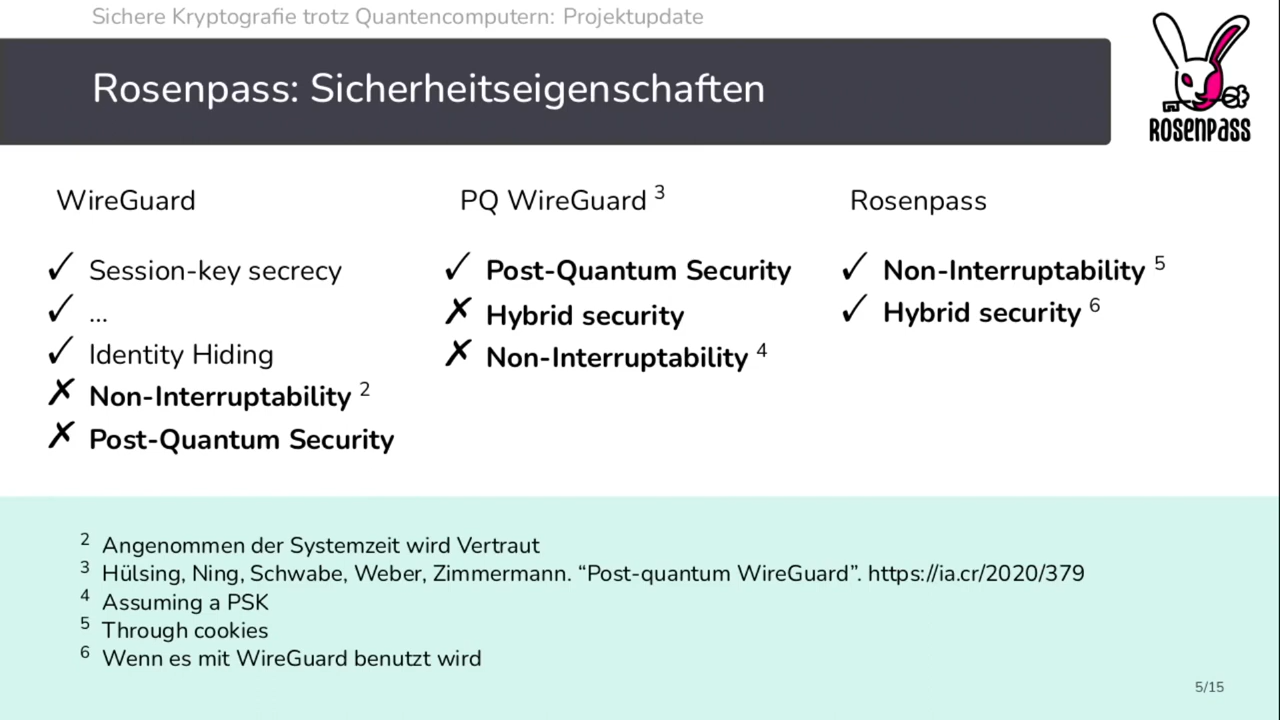 Sichere Kryptografie trotz Quantencomputern: Projektupdate
Rosenpass: Sicherheitseigenschaften
ROSENPASS
WireGuard
✓ Session-key secrecy
✓ ...
✓ Identity Hiding
✗ Non-Interruptability 2
✗ Post-Quantum Security
PQ WireGuard 3
✓ Post-Quantum Security
✗ Hybrid security
✗ Non-Interruptability 4
Rosenpass
✓ Non-Interruptability 5
✓ Hybrid security 6
2 Angenommen der Systemzeit wird Vertraut
3 Hülsing, Ning, Schwabe, Weber, Zimmermann. “Post-quantum WireGuard”. https://ia.cr/2020/379
4 Assuming a PSK
5 Through cookies
6 Wenn es mit WireGuard benutzt wird
5/15